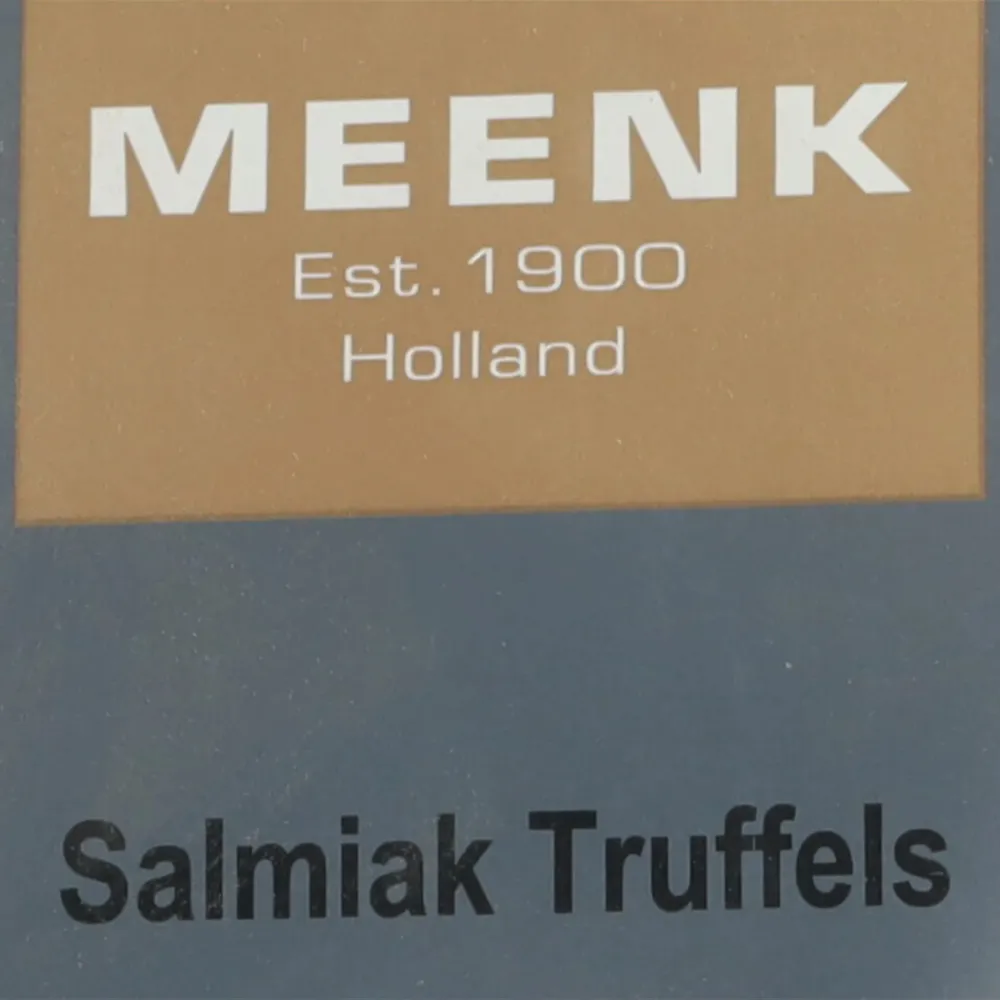 MEENK
Est. 1900
Holland
Salmiak Truffels